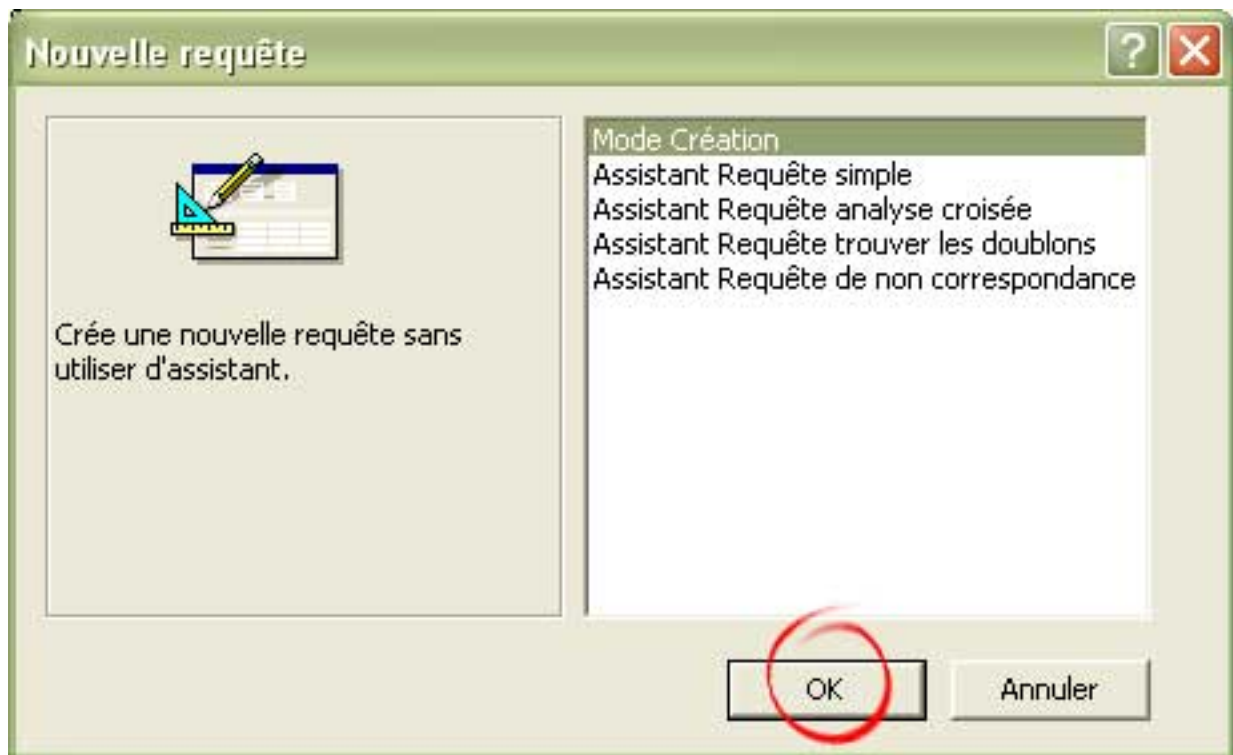 Nouvelle requête
Crée une nouvelle requête sans
utiliser d'assistant.
Mode Création
Assistant Requête simple
Assistant Requête analyse croisée
Assistant Requête trouver les doublons
Assistant Requête de non correspondance
OK
Annuler